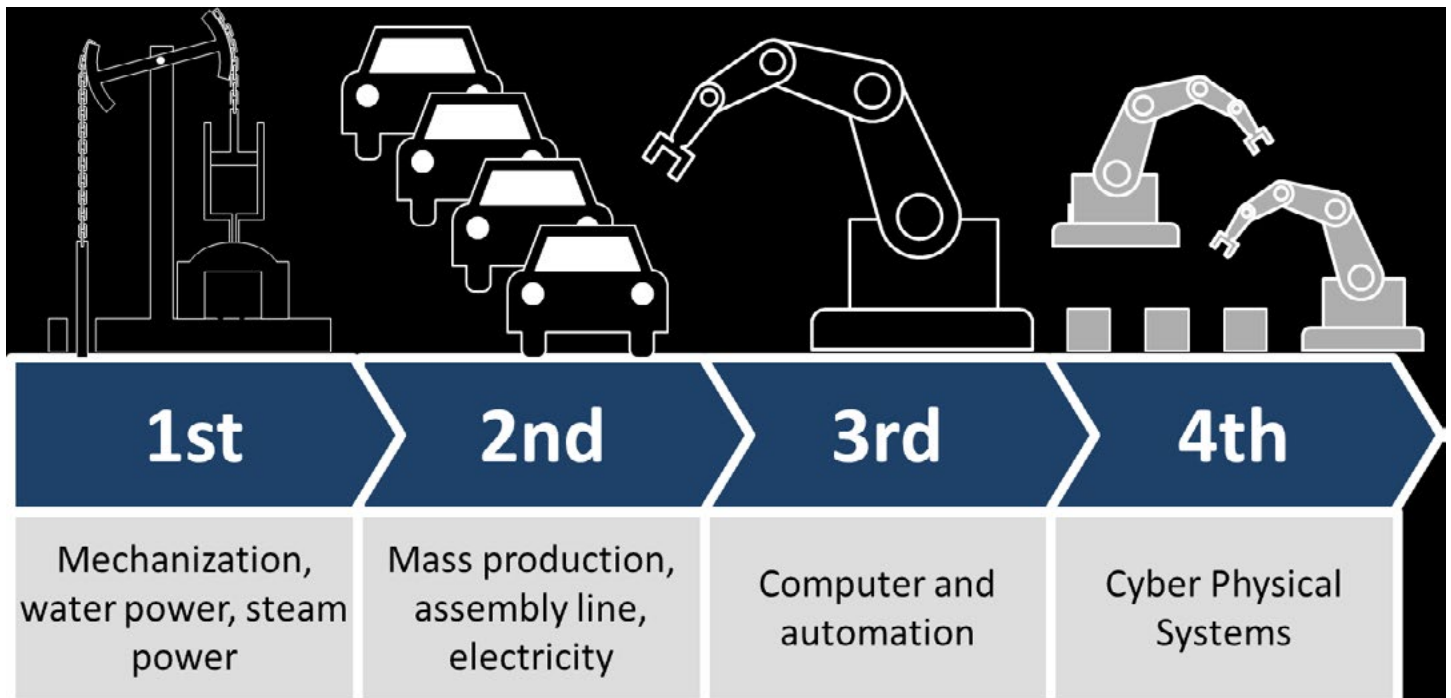 1st
2nd
3rd
4th
Mechanization,
water power, steam
power
Mass production,
assembly line,
electricity
Computer and
automation
Cyber Physical
Systems